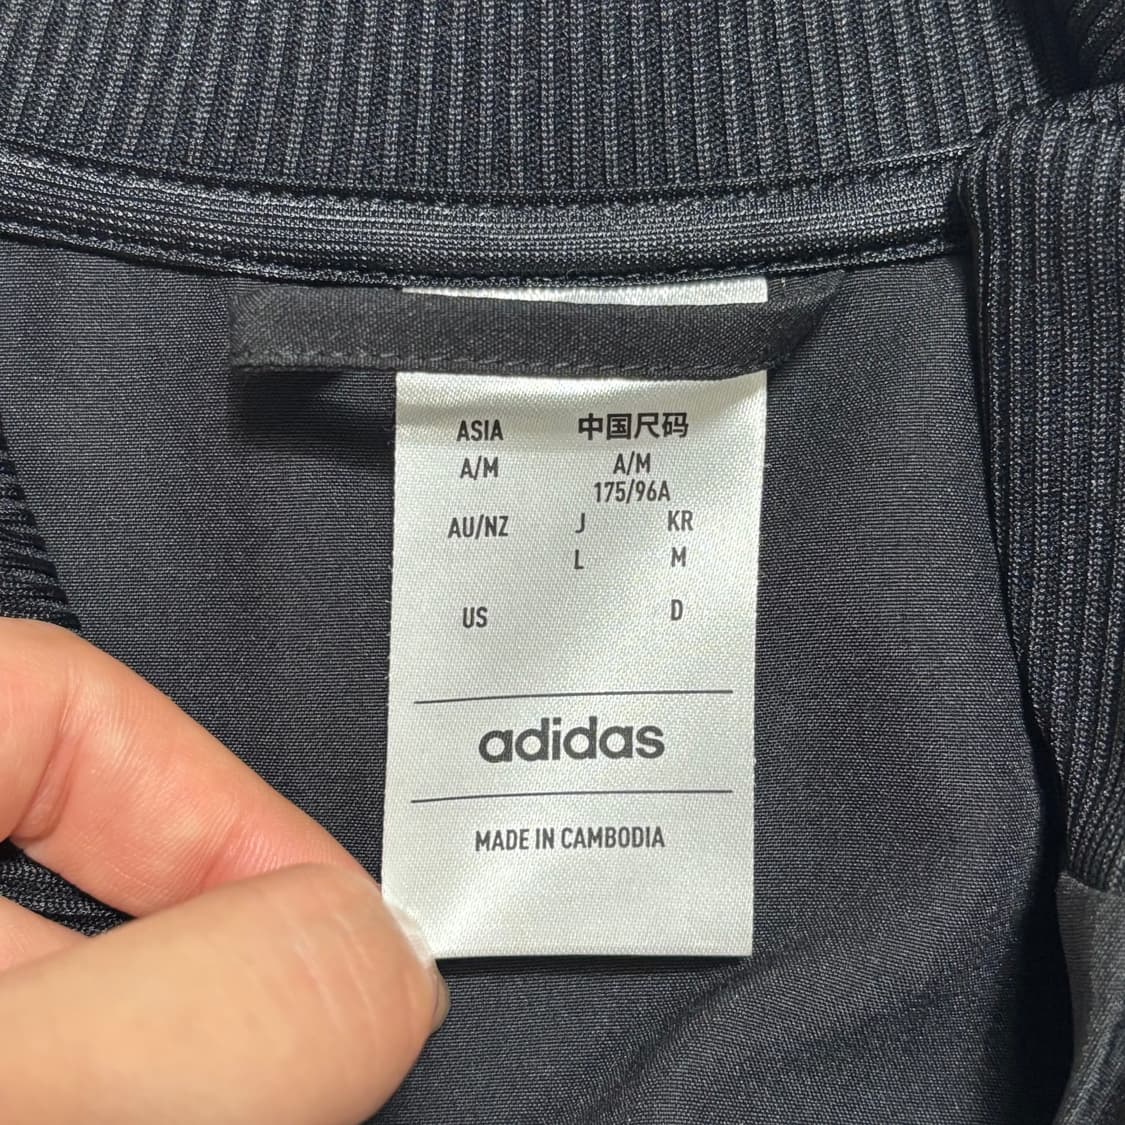 ASIA 中国尺码
A/M A/M
175/96A
AU/NZ J KR
L M
US D
adidas
MADE IN CAMBODIA